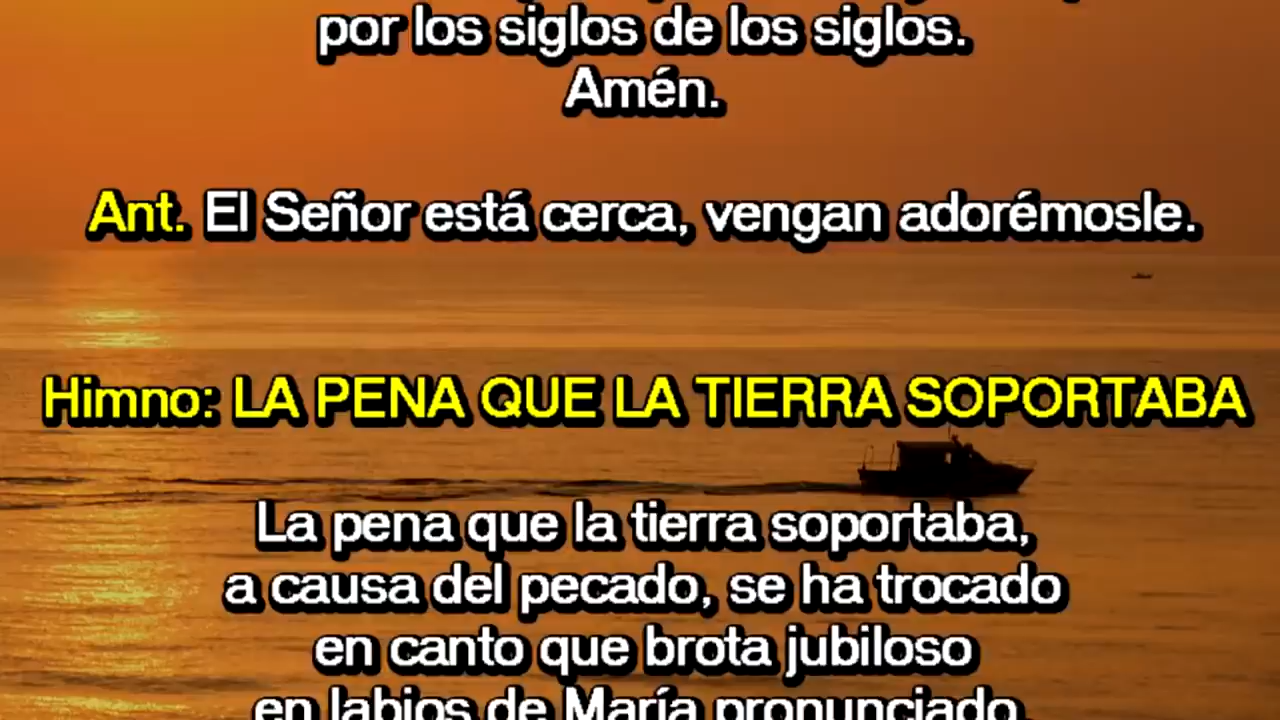 por los siglos de los siglos.
Amén.
Ant. El Señor está cerca, vengan adorémosle.
Himno: LA PENA QUE LA TIERRA SOPORTABA
La pena que la tierra soportaba,
a causa del pecado, se ha trocado
en canto que brota jubiloso
en labios de María pronunciado.